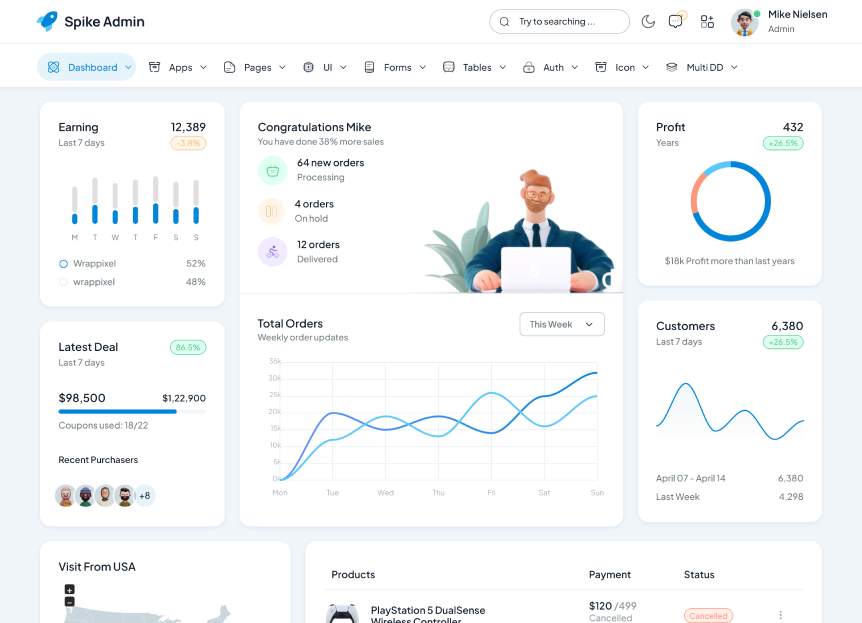 Spike Admin
Try to searching ...
Mike Nielsen
Admin
Dashboard Apps Pages UI Forms Tables Auth Icon Multi DD
Earning 12,389
Last 7 days -3.8%
M T W T F S S
Wrappixel 52%
wrappixel 48%
Latest Deal 86.5%
Last 7 days
$98,500 $1,22,900
Coupons used: 18/22
Recent Purchasers
+8
Congratulations Mike
You have done 38% more sales
64 new orders
Processing
4 orders
On hold
12 orders
Delivered
Total Orders This Week
Weekly order updates
35k
30k
25k
20k
15k
10k
5k
0k
Mon Tue Wed Thu Fri Sat Sun
Profit 432
Years +26.5%
$18k Profit more than last years
Customers 6,380
Last 7 days +26.5%
April 07 - April 14 6,380
Last Week 4,298
Visit From USA
+
−
Products Payment Status
PlayStation 5 DualSense
Wireless Controller
$120 /499
Cancelled
Cancelled